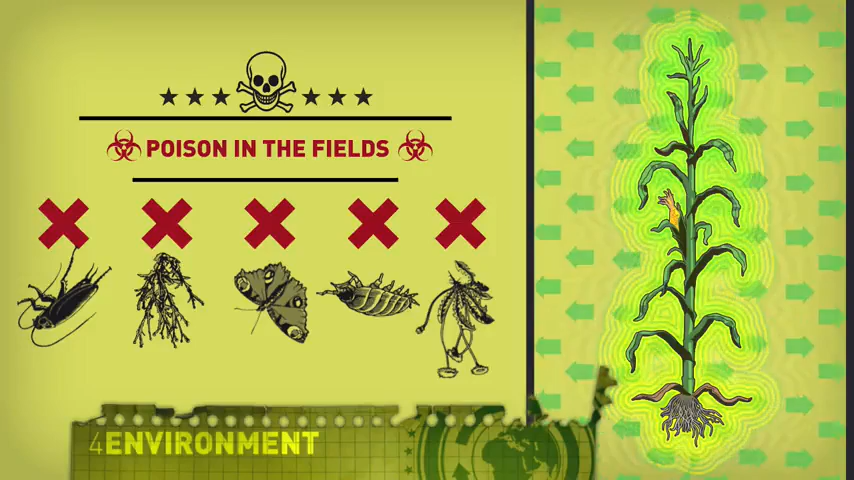 POISON IN THE FIELDS
4ENVIRONMENT